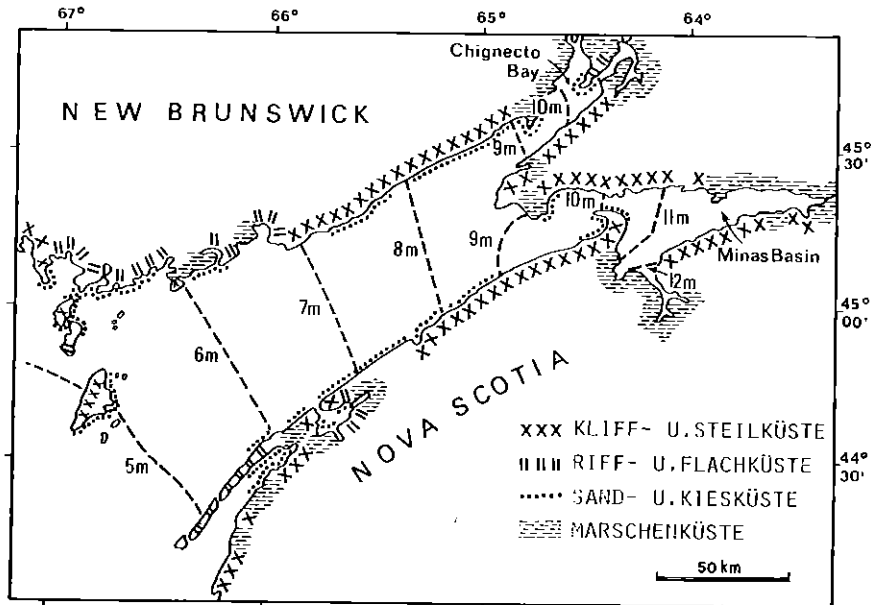 67° 66° 65° 64°
Chignecto
Bay
NEW BRUNSWICK
10m
9m
45°
30'
10m
11m
8m
9m
Minas Basin
12m
7m
45°
00'
6m
NOVA SCOTIA
5m
xxx KLIFF- U. STEILKÜSTE
RIFF- U. FLACHKÜSTE
44°
30'
SAND- U. KIESKÜSTE
MARSCHENKÜSTE
50 km